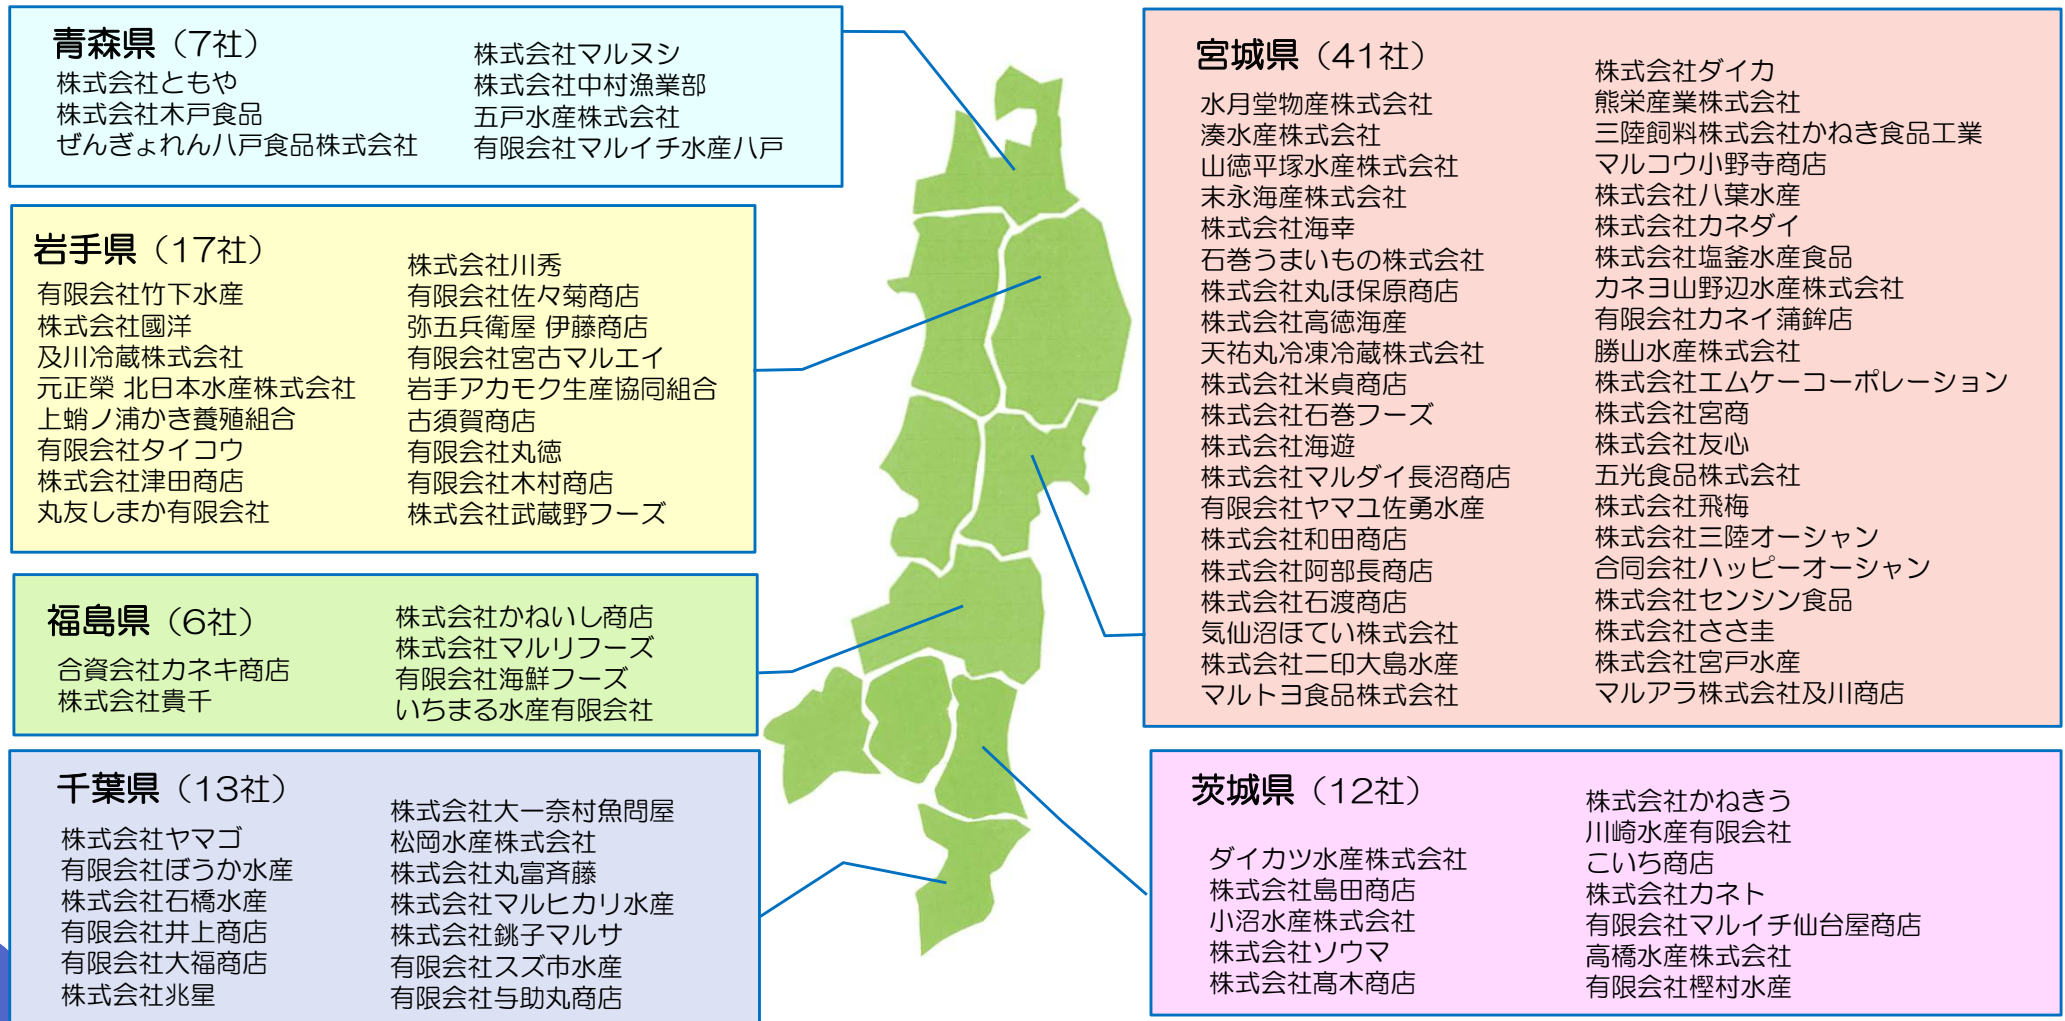 青森県（7社）
株式会社ともや
株式会社木戸食品
ぜんぎょれん八戸食品株式会社
株式会社マルヌシ
株式会社中村漁業部
五戸水産株式会社
有限会社マルイチ水産八戸
岩手県（17社）
有限会社竹下水産
株式会社國洋
及川冷蔵株式会社
元正榮 北日本水産株式会社
上蛸ノ浦かき養殖組合
有限会社タイコウ
株式会社津田商店
丸友しまか有限会社
株式会社川秀
有限会社佐々菊商店
弥五兵衛屋 伊藤商店
有限会社宮古マルエイ
岩手アカモク生産協同組合
古須賀商店
有限会社丸徳
有限会社木村商店
株式会社武蔵野フーズ
福島県（6社）
合資会社カネキ商店
株式会社貴千
株式会社かねいし商店
株式会社マルリフーズ
有限会社海鮮フーズ
いちまる水産有限会社
千葉県（13社）
株式会社ヤマゴ
有限会社ぼうか水産
株式会社石橋水産
有限会社井上商店
有限会社大福商店
株式会社兆星
株式会社大一奈村魚問屋
松岡水産株式会社
株式会社丸富斉藤
株式会社マルヒカリ水産
株式会社銚子マルサ
有限会社スズ市水産
有限会社与助丸商店
宮城県（41社）
水月堂物産株式会社
湊水産株式会社
山徳平塚水産株式会社
末永海産株式会社
株式会社海幸
石巻うまいもの株式会社
株式会社丸ほ保原商店
株式会社高徳海産
天祐丸冷凍冷蔵株式会社
株式会社米貞商店
株式会社石巻フーズ
株式会社海遊
株式会社マルダイ長沼商店
有限会社ヤマユ佐勇水産
株式会社和田商店
株式会社阿部長商店
株式会社石渡商店
気仙沼ほてい株式会社
株式会社二印大島水産
マルトヨ食品株式会社
株式会社ダイカ
熊栄産業株式会社
三陸飼料株式会社かねき食品工業
マルコウ小野寺商店
株式会社八葉水産
株式会社カネダイ
株式会社塩釜水産食品
カネヨ山野辺水産株式会社
有限会社カネイ蒲鉾店
勝山水産株式会社
株式会社エムケーコーポレーション
株式会社宮商
株式会社友心
五光食品株式会社
株式会社飛梅
株式会社三陸オーシャン
合同会社ハッピーオーシャン
株式会社センシン食品
株式会社ささ圭
株式会社宮戸水産
マルアラ株式会社及川商店
茨城県（12社）
ダイカツ水産株式会社
株式会社島田商店
小沼水産株式会社
株式会社ソウマ
株式会社髙木商店
株式会社かねきう
川崎水産有限会社
こいち商店
株式会社カネト
有限会社マルイチ仙台屋商店
高橋水産株式会社
有限会社樫村水産